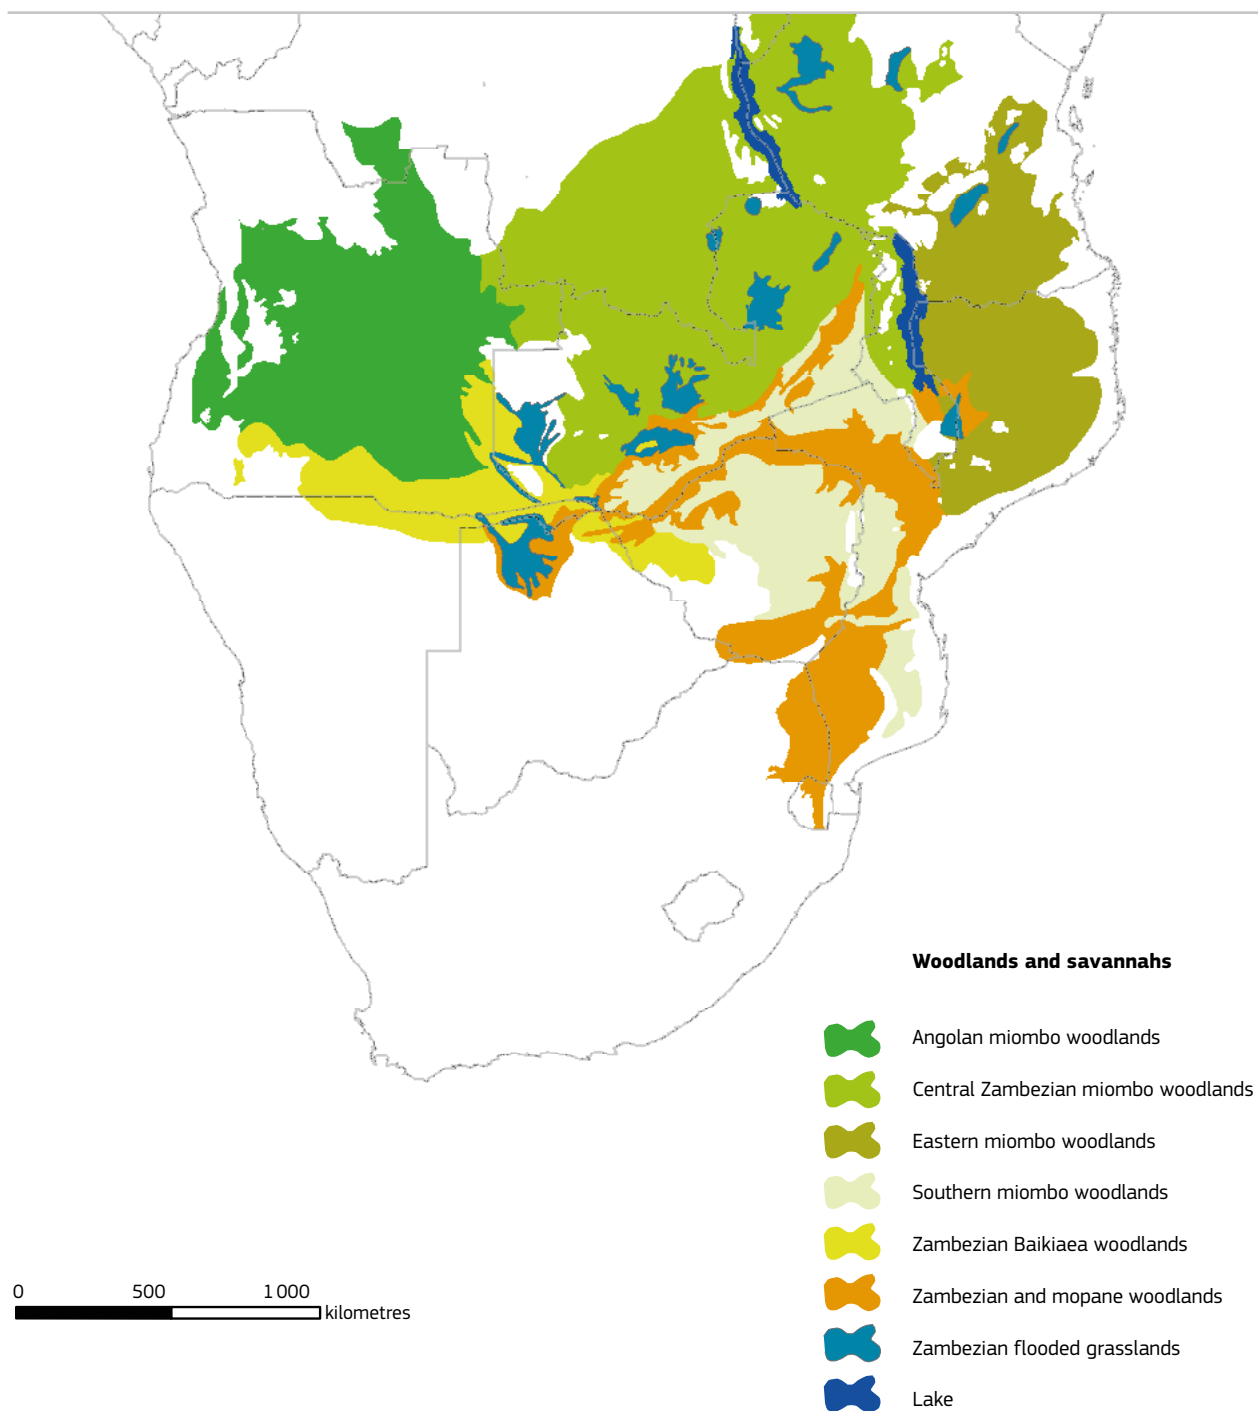 Woodlands and savannahs
Angolan miombo woodlands
Central Zambezian miombo woodlands
Eastern miombo woodlands
Southern miombo woodlands
Zambezian Baikiaea woodlands
Zambezian and mopane woodlands
Zambezian flooded grasslands
Lake
0 500 1 000
kilometres